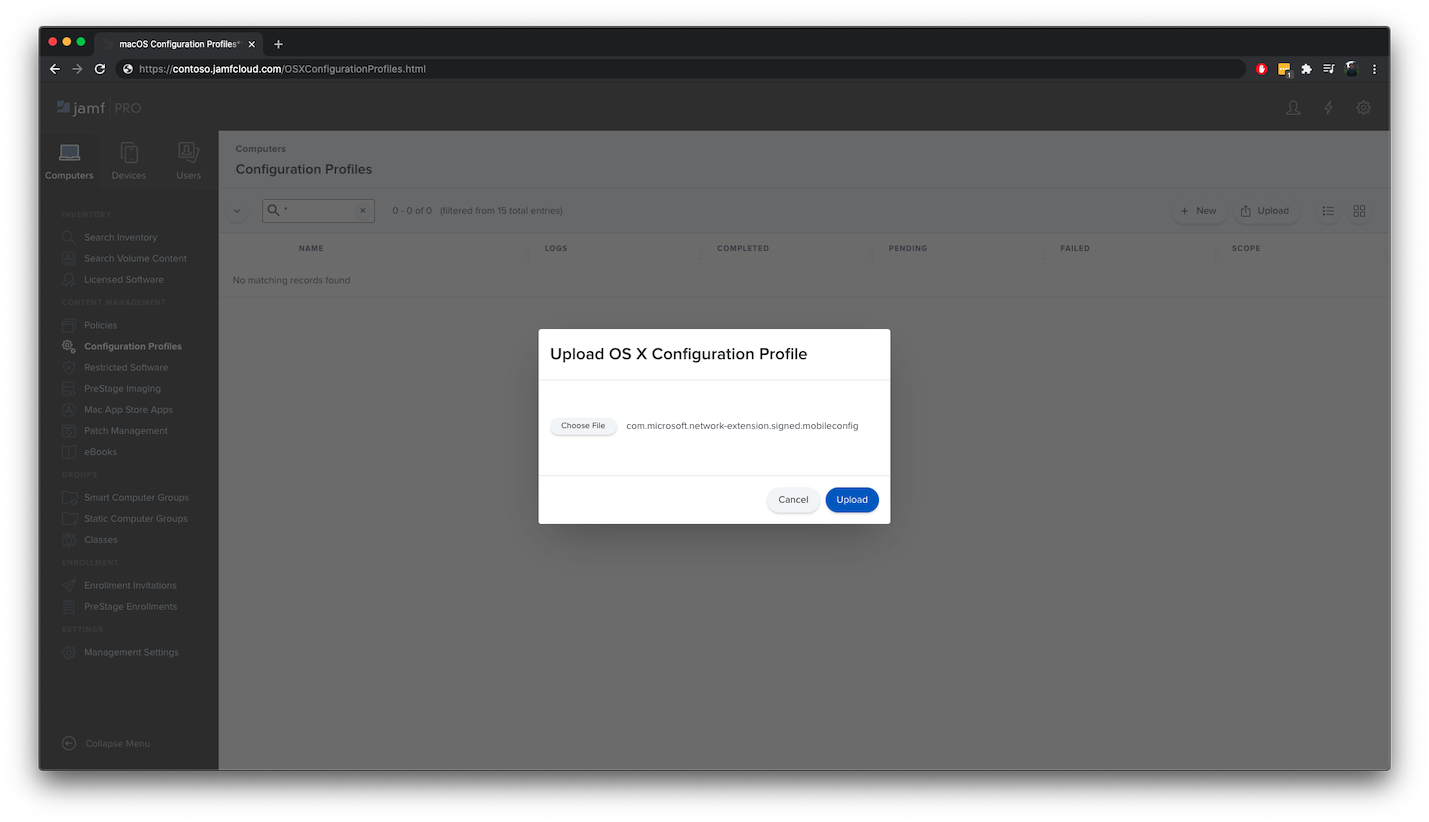 macOS Configuration Profiles*
https://contoso.jamfcloud.com/OSXConfigurationProfiles.html
1
jamf PRO
Computers Devices Users
INVENTORY
Search Inventory
Search Volume Content
Licensed Software
CONTENT MANAGEMENT
Policies
Configuration Profiles
Restricted Software
PreStage Imaging
Mac App Store Apps
Patch Management
eBooks
GROUPS
Smart Computer Groups
Static Computer Groups
Classes
ENROLLMENT
Enrollment Invitations
PreStage Enrollments
SETTINGS
Management Settings
Collapse Menu
Computers
Configuration Profiles
* 0 - 0 of 0 (filtered from 15 total entries) New Upload
NAME LOGS COMPLETED PENDING FAILED SCOPE
No matching records found
Upload OS X Configuration Profile
Choose File com.microsoft.network-extension.signed.mobileconfig
Cancel Upload